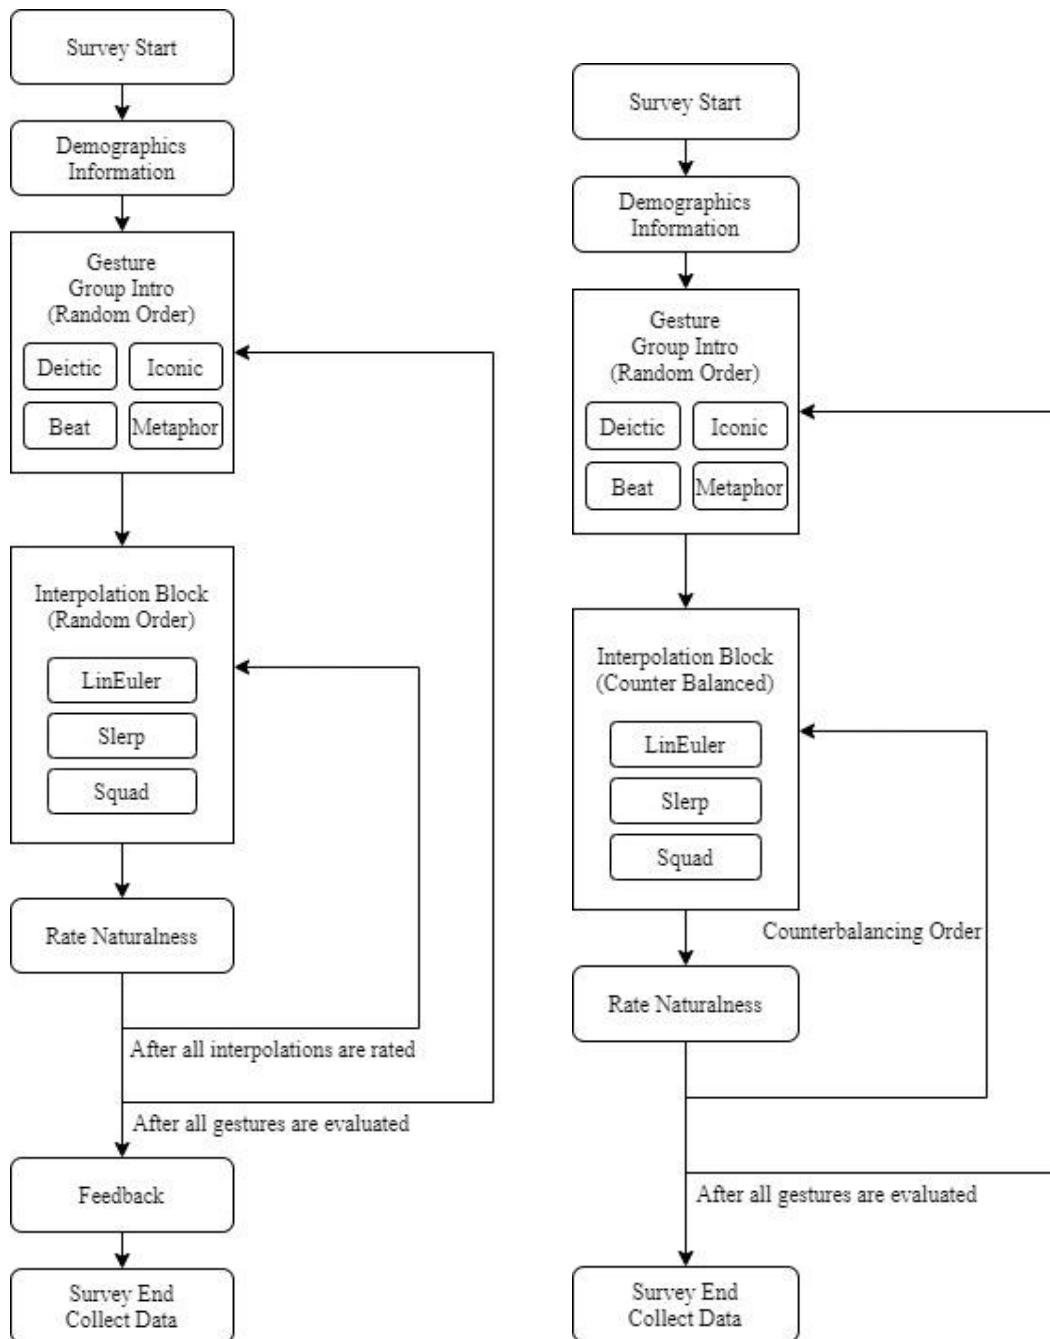 Survey Start
Demographics
Information
Gesture
Group Intro
(Random Order)
Deictic
Iconic
Beat
Metaphor
Interpolation Block
(Random Order)
LinEuler
Slerp
Squad
Rate Naturalness
After all interpolations are rated
After all gestures are evaluated
Feedback
Survey End
Collect Data
Survey Start
Demographics
Information
Gesture
Group Intro
(Random Order)
Deictic
Iconic
Beat
Metaphor
Interpolation Block
(Counter Balanced)
LinEuler
Slerp
Squad
Counterbalancing Order
Rate Naturalness
After all gestures are evaluated
Survey End
Collect Data